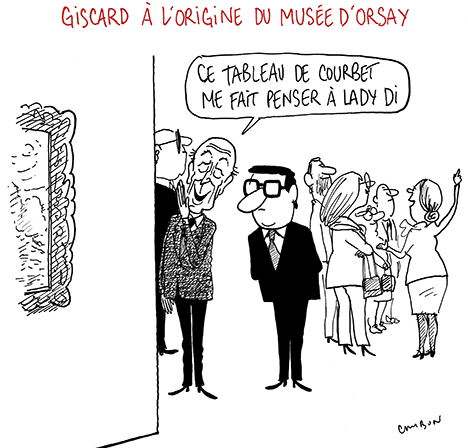 GISCARD À L'ORIGINE DU MUSÉE D'ORSAY
CE TABLEAU DE COURBET
ME FAIT PENSER À LADY DI
CAMBON